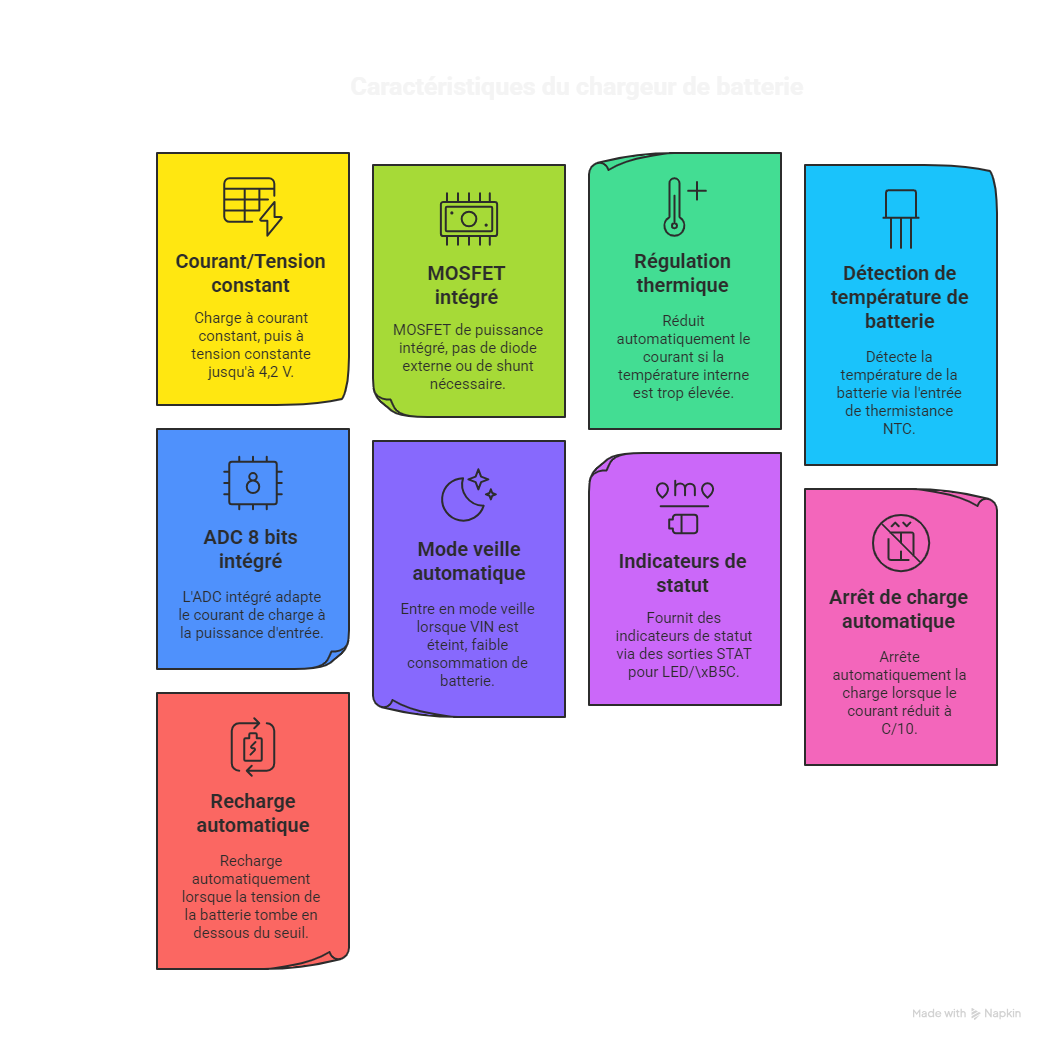 Caractéristiques du chargeur de batterie
Courant/Tension
constant
Charge à courant
constant, puis à
tension constante
jusqu'à 4,2 V.
MOSFET
intégré
MOSFET de puissance
intégré, pas de diode
externe ou de shunt
nécessaire.
Régulation
thermique
Réduit
automatiquement le
courant si la
température interne
est trop élevée.
Détection de
température de
batterie
Détecte la
température de la
batterie via l'entrée
de thermistance
NTC.
ADC 8 bits
intégré
L'ADC intégré adapte
le courant de charge à
la puissance d'entrée.
Mode veille
automatique
Entre en mode veille
lorsque VIN est
éteint, faible
consommation de
batterie.
Indicateurs de
statut
Fournit des
indicateurs de statut
via des sorties STAT
pour LED/\xB5C.
Arrêt de charge
automatique
Arrête
automatiquement la
charge lorsque le
courant réduit à
C/10.
Recharge
automatique
Recharge
automatiquement
lorsque la tension de
la batterie tombe en
dessous du seuil.
Made with Napkin